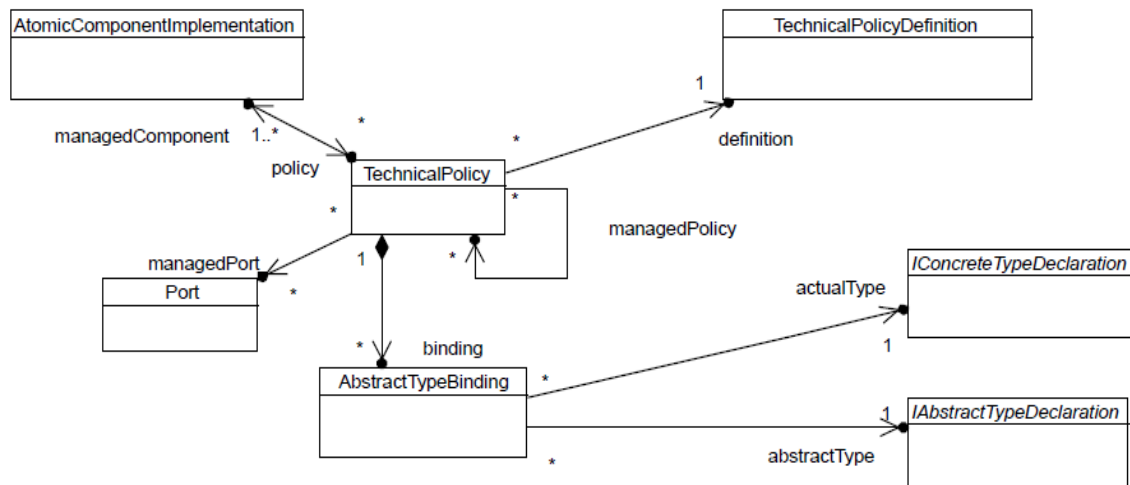 AtomicComponentImplementation
TechnicalPolicyDefinition
managedComponent
1..*
*
policy
1
*
definition
TechnicalPolicy
*
*
managedPolicy
*
managedPort
*
Port
1
*
binding
AbstractTypeBinding
IConcreteTypeDeclaration
actualType
1
*
IAbstractTypeDeclaration
1
abstractType
*